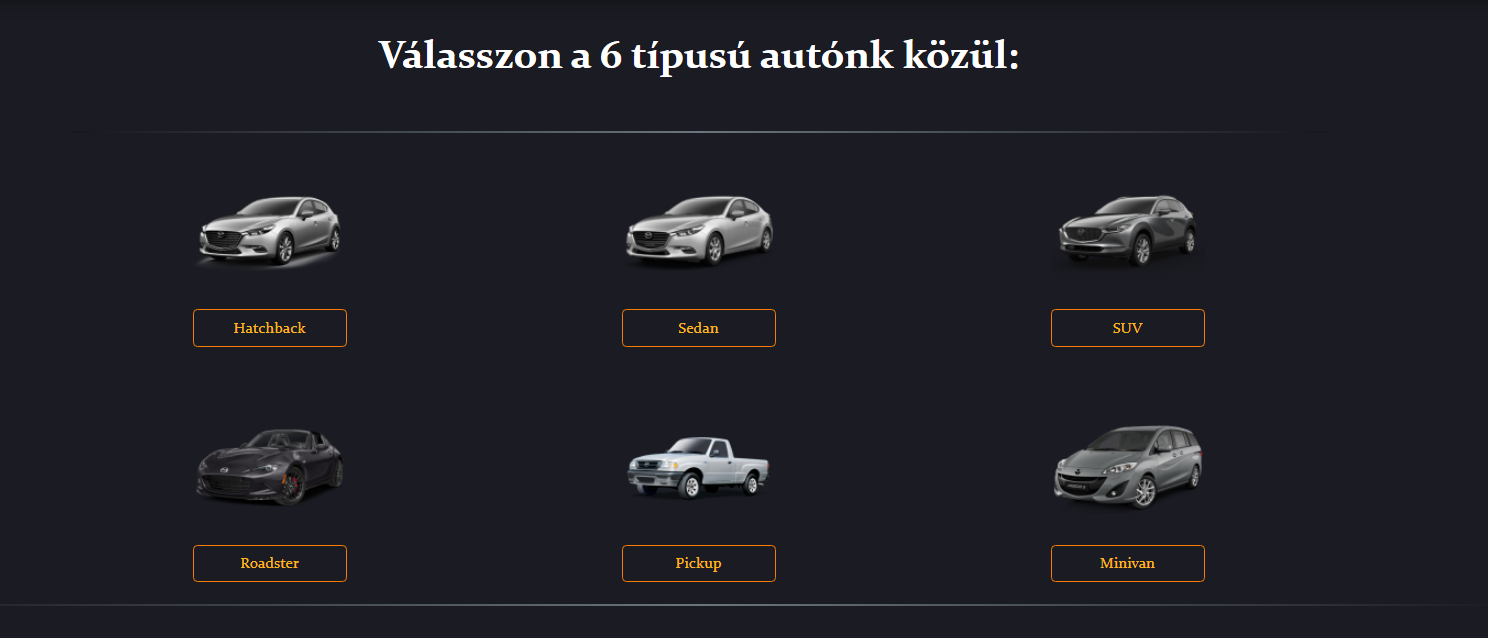 Válasszon a 6 típusú autónk közül:
Hatchback
Sedan
SUV
Roadster
Pickup
Minivan